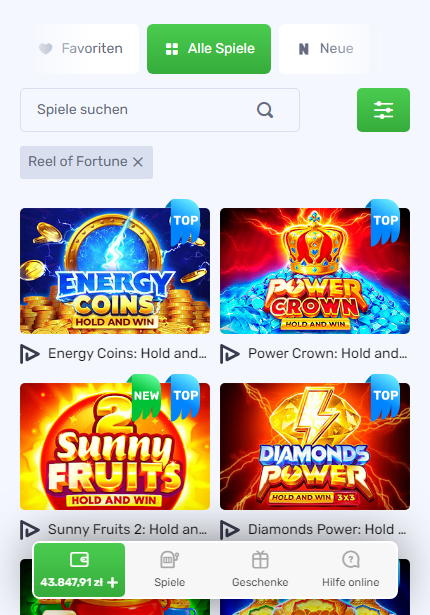 Favoriten
Alle Spiele
Neue
Spiele suchen
Reel of Fortune
TOP
TOP
ENERGY
COINS
HOLD AND WIN
POWER
CROWN
HOLD AND WIN
Energy Coins: Hold and...
Power Crown: Hold and...
NEW
TOP
TOP
2
Sunny
FRUITS
HOLD AND WIN
DIAMONDS
POWER
HOLD AND WIN 3X3
Sunny Fruits 2: Hold an...
Diamonds Power: Hold ...
43.847,91 zł +
Spiele
Geschenke
Hilfe online